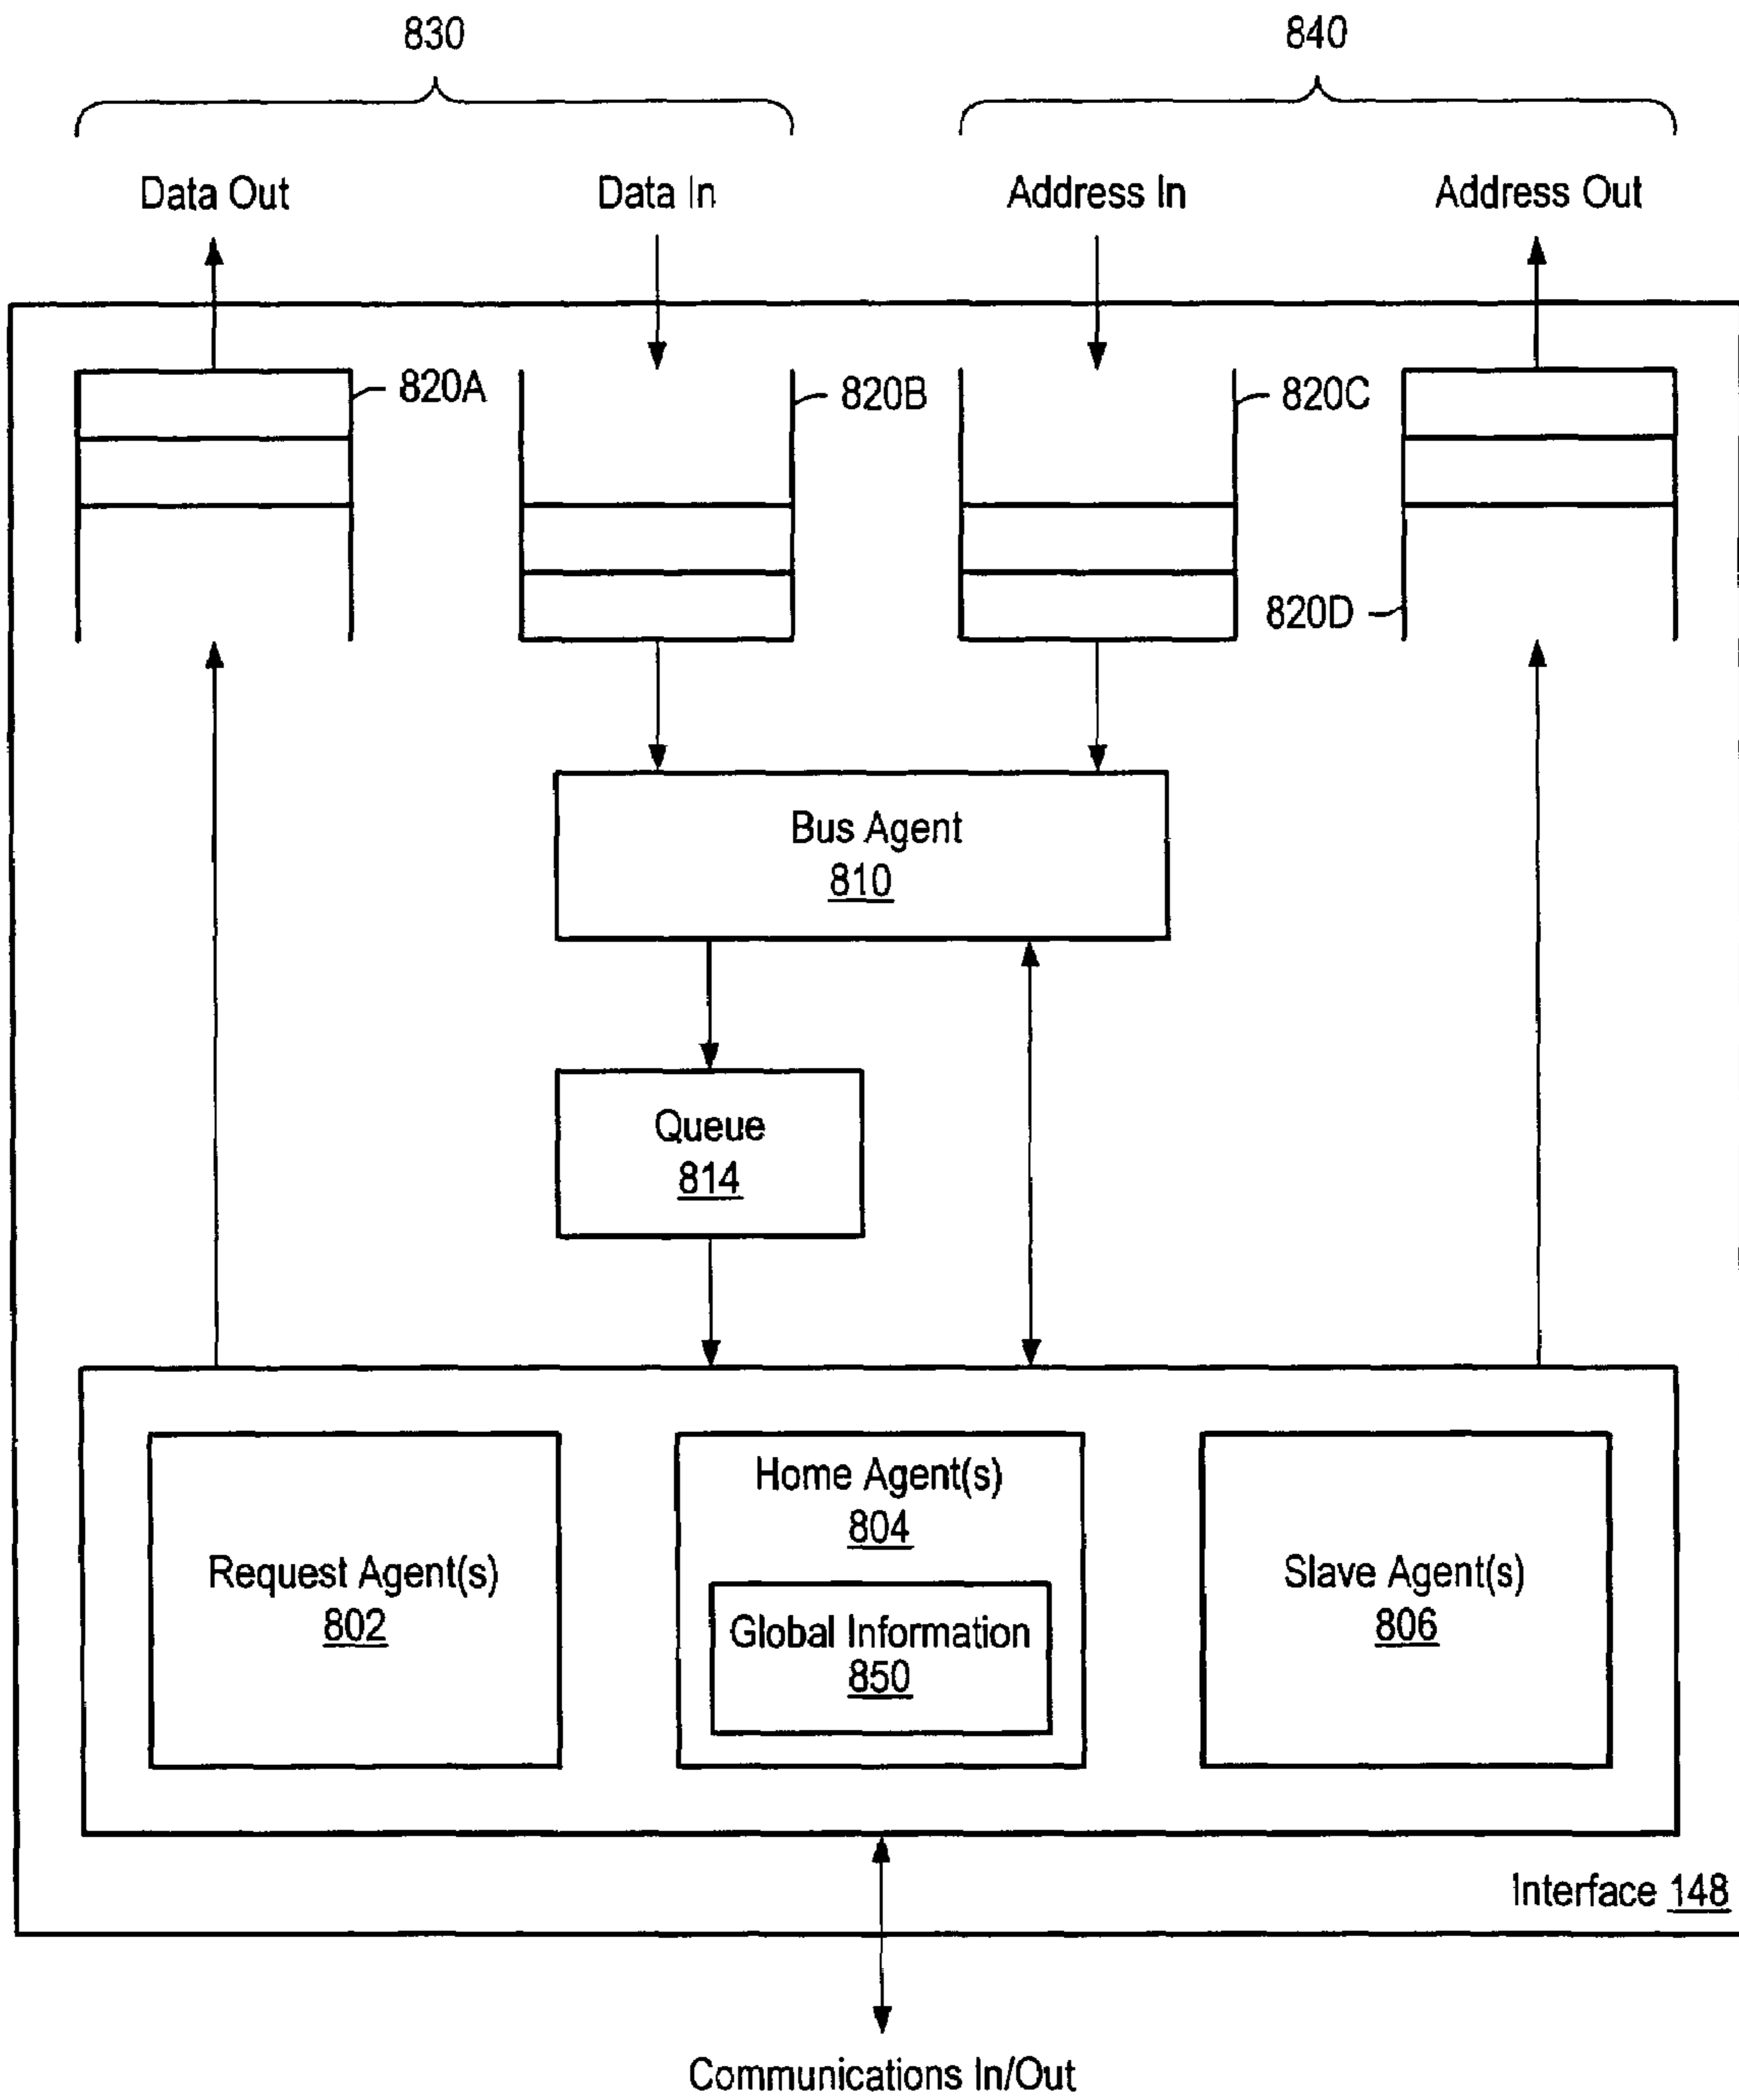 830
840
Data Out
Data In
Address In
Address Out
820A
820B
820C
820D
Bus Agent
810
Queue
814
Request Agent(s)
802
Home Agent(s)
804
Global Information
850
Slave Agent(s)
806
Interface 148
Communications In/Out